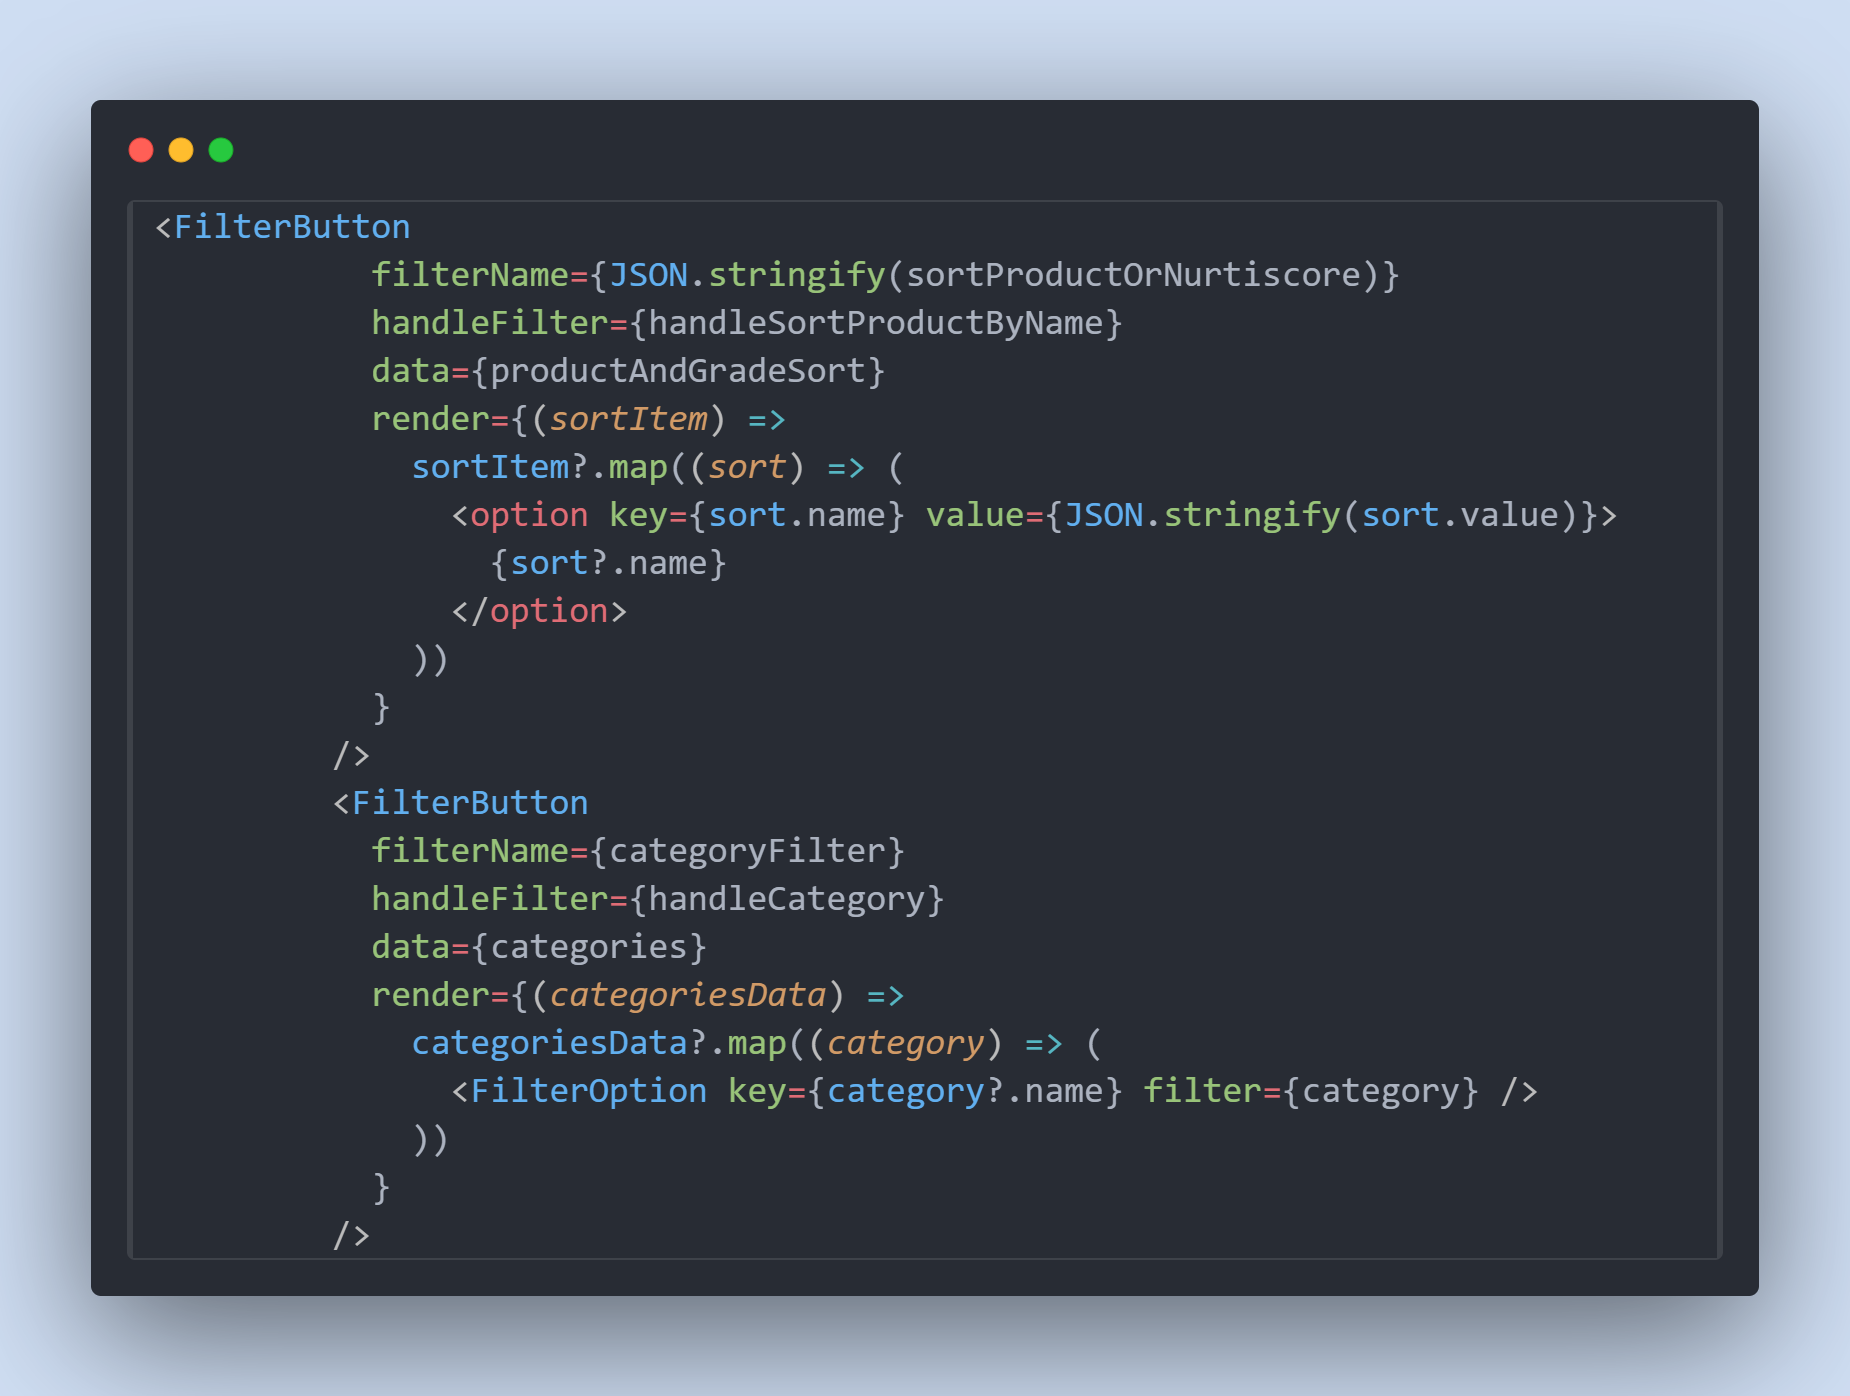 <FilterButton
filterName={JSON.stringify(sortProductOrNurtiscore)}
handleFilter={handleSortProductByName}
data={productAndGradeSort}
render={(sortItem) =>
sortItem?.map((sort) => (
<option key={sort.name} value={JSON.stringify(sort.value)}>
{sort?.name}
</option>
))
}
/>
<FilterButton
filterName={categoryFilter}
handleFilter={handleCategory}
data={categories}
render={(categoriesData) =>
categoriesData?.map((category) => (
<FilterOption key={category?.name} filter={category} />
))
}
/>